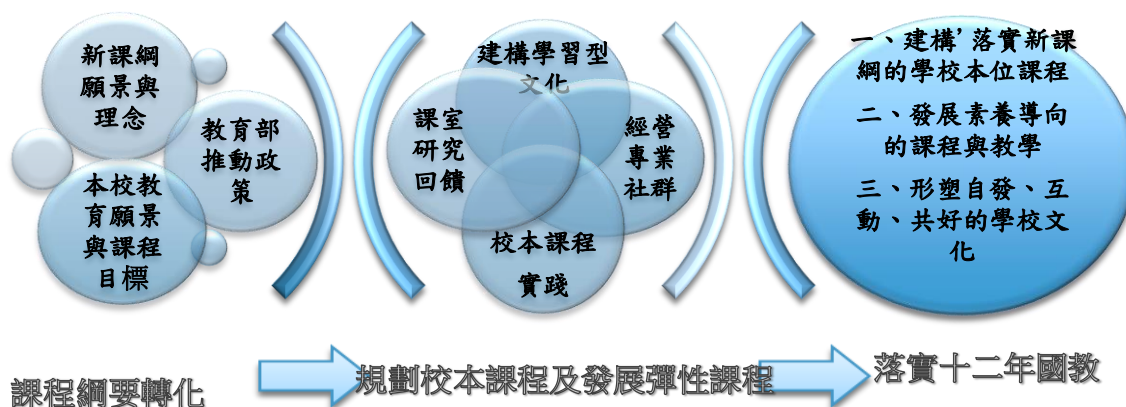 新課綱
願景與
理念
教育部
推動政
策
本校教
育願景
與課程
目標
建構學習型
文化
課室
研究
回饋
經營
專業
社群
校本課程
實踐
一、建構’落實新課
綱的學校本位課程
二、發展素養導向
的課程與教學
三、形塑自發、互
動、共好的學校文
化
課程綱要轉化
規劃校本課程及發展彈性課程
落實十二年國教